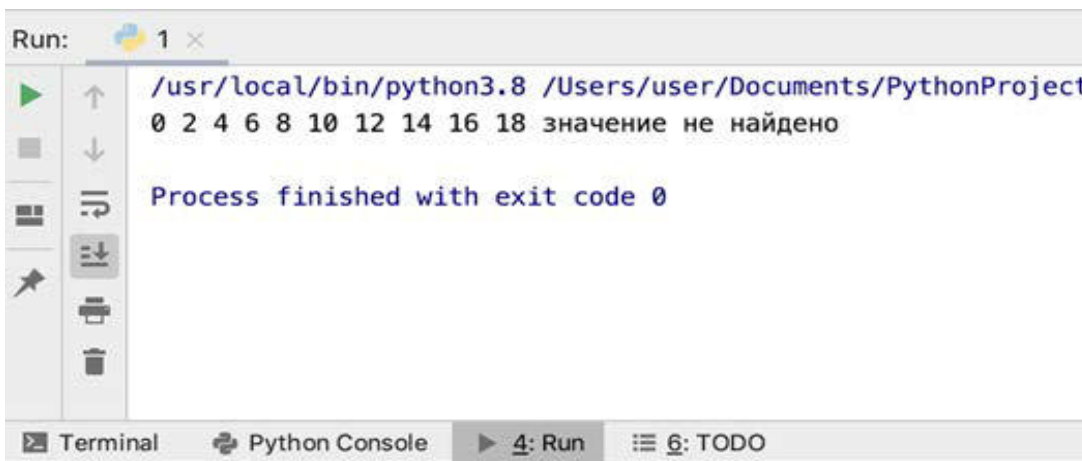 Run: 1
/usr/local/bin/python3.8 /Users/user/Documents/PythonProject
0 2 4 6 8 10 12 14 16 18 значение не найдено
Process finished with exit code 0
Terminal Python Console 4: Run 6: TODO